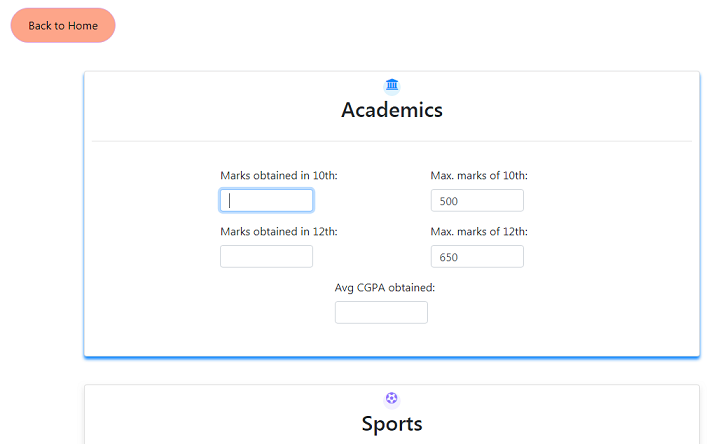 Back to Home
Academics
Marks obtained in 10th:
Max. marks of 10th:
500
Marks obtained in 12th:
Max. marks of 12th:
650
Avg CGPA obtained:
Sports